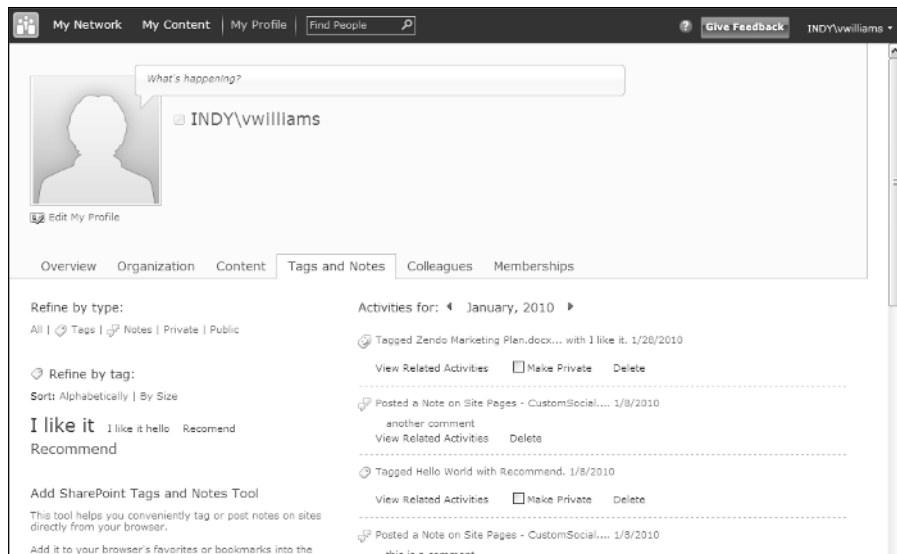 My Network My Content My Profile Find People ? Give Feedback INDY\vwilliams
What's happening?
INDY\vwilliams
Edit My Profile
Overview Organization Content Tags and Notes Colleagues Memberships
Refine by type:
All | Tags | Notes | Private | Public
Refine by tag:
Sort: Alphabetically | By Size
I like it I like it hello Recomend
Recommend
Add SharePoint Tags and Notes Tool
This tool helps you conveniently tag or post notes on sites
directly from your browser.
Add it to your browser's favorites or bookmarks into the
Activities for: January, 2010
Tagged Zendo Marketing Plan.docx... with I like it. 1/28/2010
View Related Activities Make Private Delete
Posted a Note on Site Pages - CustomSocial.... 1/8/2010
another comment
View Related Activities Delete
Tagged Hello World with Recommend. 1/8/2010
View Related Activities Make Private Delete
Posted a Note on Site Pages - CustomSocial.... 1/8/2010
this is a comment